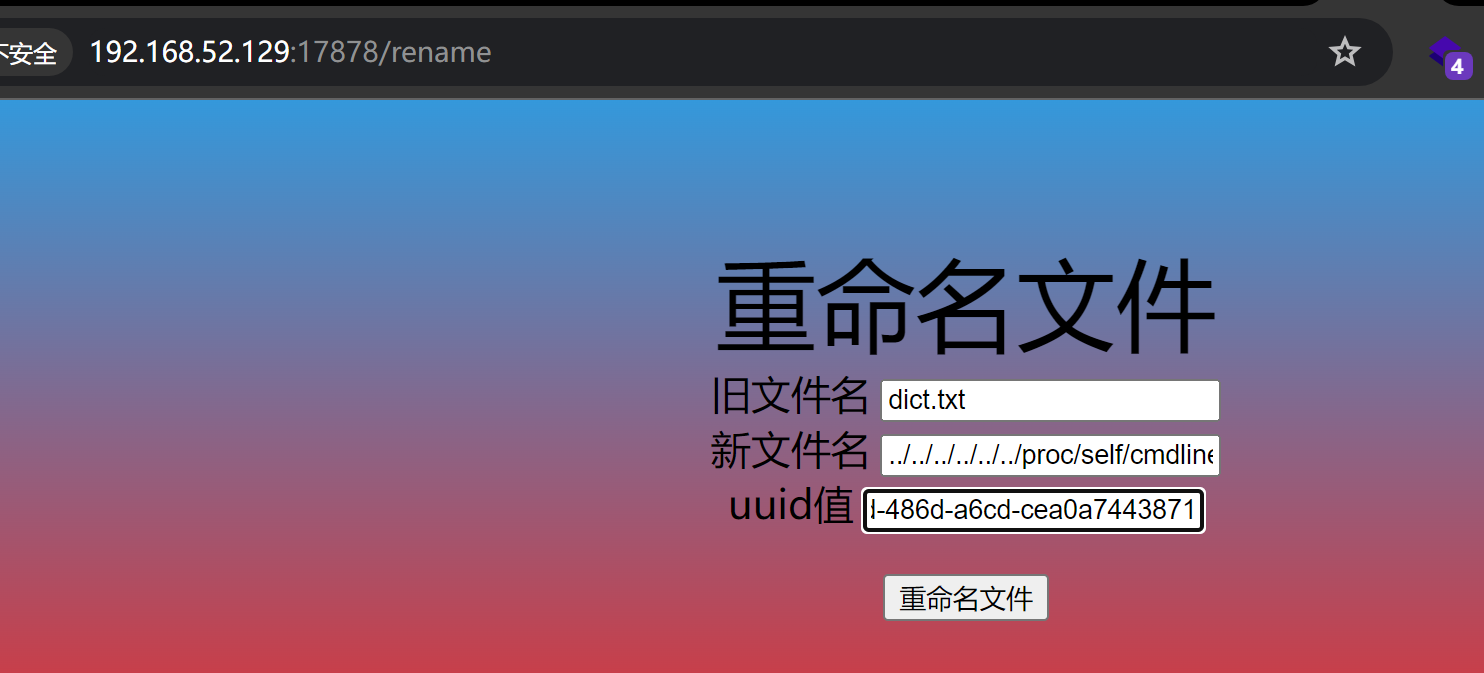 不安全 192.168.52.129:17878/rename
4
重命名文件
旧文件名 dict.txt
新文件名 ../../../../../../proc/self/cmdline
uuid值 -486d-a6cd-cea0a7443871
重命名文件